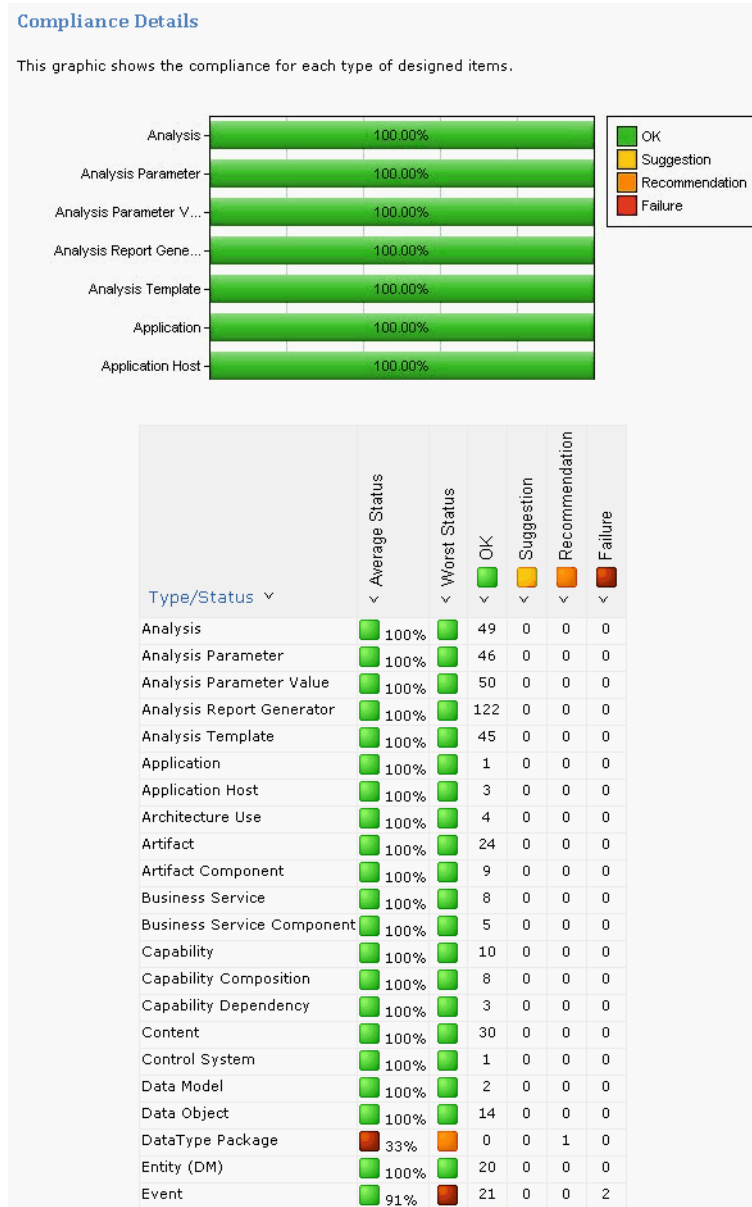 Compliance Details
This graphic shows the compliance for each type of designed items.
Analysis 100.00%
Analysis Parameter 100.00%
Analysis Parameter V... 100.00%
Analysis Report Gene... 100.00%
Analysis Template 100.00%
Application 100.00%
Application Host 100.00%
OK
Suggestion
Recommendation
Failure
Type/Status Average Status Worst Status OK Suggestion Recommendation Failure
Analysis 100% 49 0 0 0
Analysis Parameter 100% 46 0 0 0
Analysis Parameter Value 100% 50 0 0 0
Analysis Report Generator 100% 122 0 0 0
Analysis Template 100% 45 0 0 0
Application 100% 1 0 0 0
Application Host 100% 3 0 0 0
Architecture Use 100% 4 0 0 0
Artifact 100% 24 0 0 0
Artifact Component 100% 9 0 0 0
Business Service 100% 8 0 0 0
Business Service Component 100% 5 0 0 0
Capability 100% 10 0 0 0
Capability Composition 100% 8 0 0 0
Capability Dependency 100% 3 0 0 0
Content 100% 30 0 0 0
Control System 100% 1 0 0 0
Data Model 100% 2 0 0 0
Data Object 100% 14 0 0 0
DataType Package 33% 0 0 1 0
Entity (DM) 100% 20 0 0 0
Event 91% 21 0 0 2